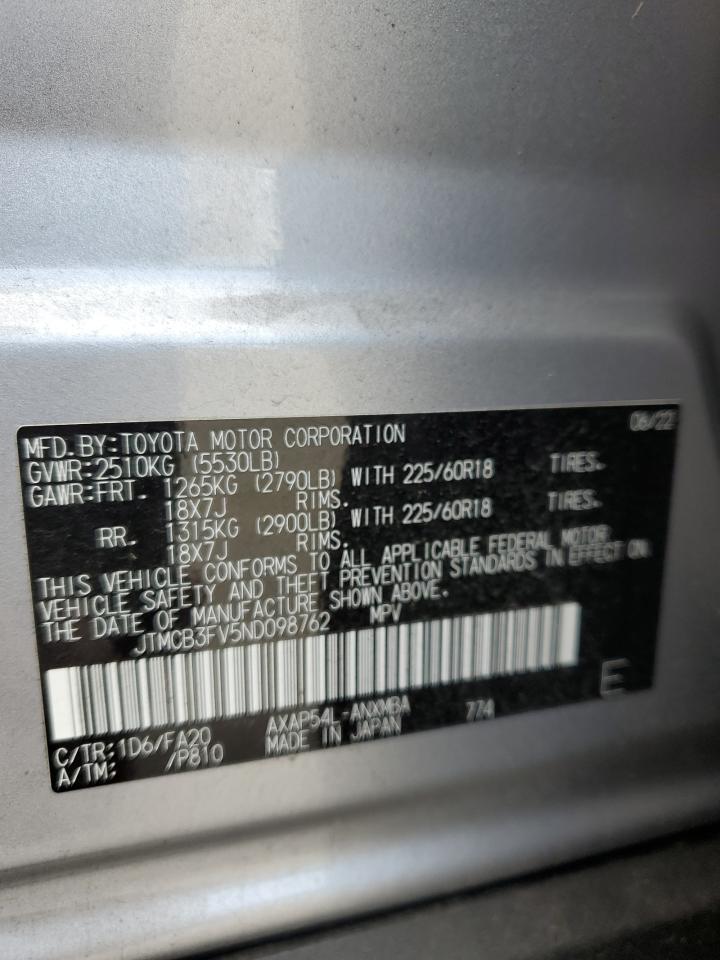 MFD. BY:TOYOTA MOTOR CORPORATION 08/22
GVWR:2510KG (5530LB)
GAWR:FRT. 1265KG (2790LB) WITH 225/60R18 TIRES.
18X7J RIMS.
RR. 1315KG (2900LB) WITH 225/60R18 TIRES.
18X7J RIMS.
THIS VEHICLE CONFORMS TO ALL APPLICABLE FEDERAL MOTOR
VEHICLE SAFETY AND THEFT PREVENTION STANDARDS IN EFFECT ON
THE DATE OF MANUFACTURE SHOWN ABOVE.
JTMCB3FV5ND098762 MPV
E
C/TR:1D6/FA20 AXAP54L-ANXMBA 774
A/TM: /P810 MADE IN JAPAN